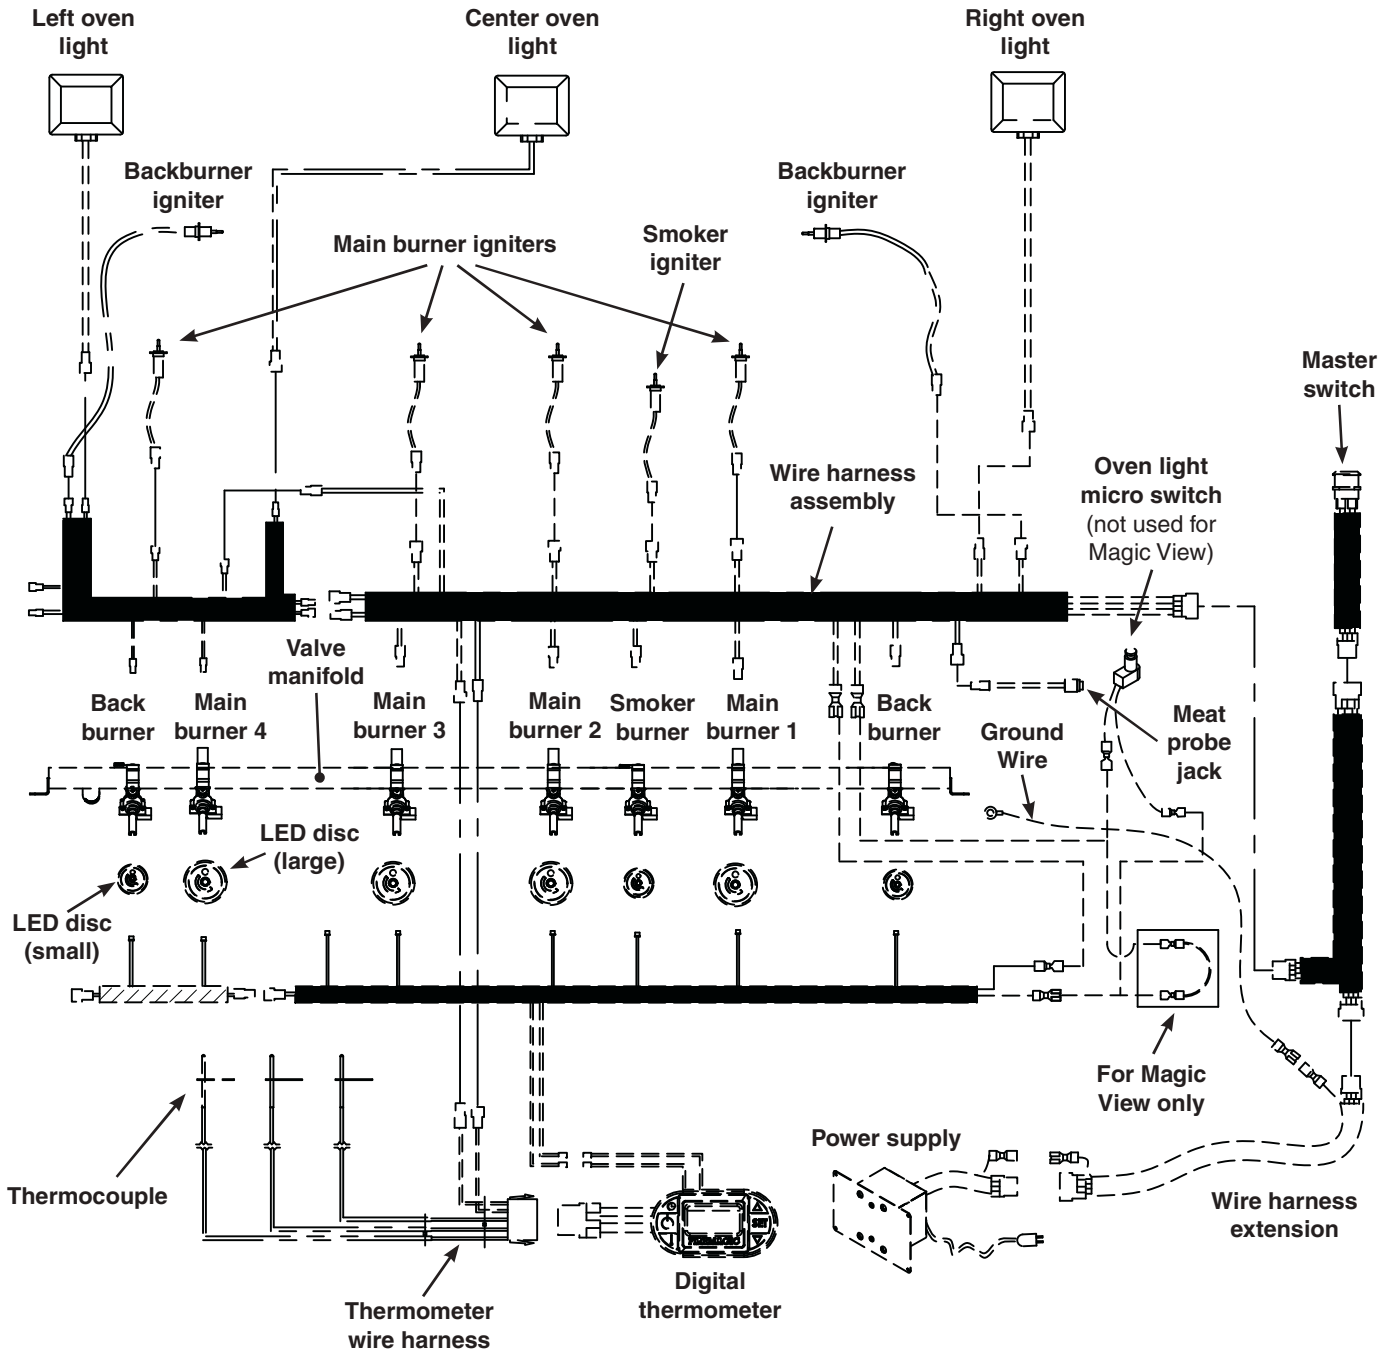 Left oven
light
Center oven
light
Right oven
light
Backburner
igniter
Main burner igniters
Smoker
igniter
Backburner
igniter
Master
switch
Wire harness
assembly
Oven light
micro switch
(not used for
Magic View)
Valve
manifold
Back
burner
Main
burner 4
Main
burner 3
Main
burner 2
Smoker
burner
Main
burner 1
Back
burner
Ground
Wire
Meat
probe
jack
LED disc
(large)
LED disc
(small)
For Magic
View only
Thermocouple
Power supply
Wire harness
extension
SET
Digital
thermometer
Thermometer
wire harness